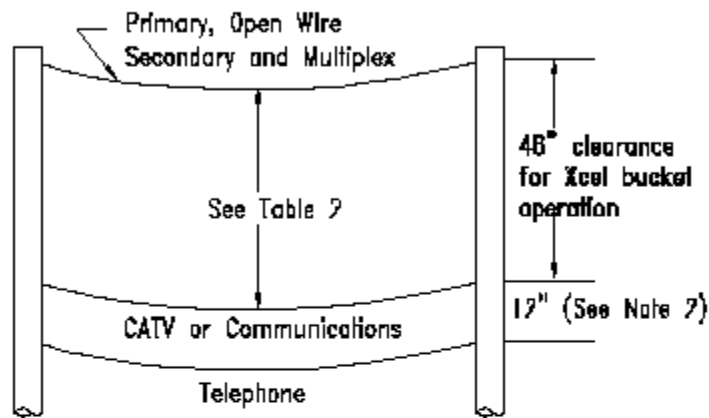 Primary, Open Wire
Secondary and Multiplex
48" clearance
for Xcel bucket
operation
See Table 2
12" (See Note 2)
CATV or Communications
Telephone